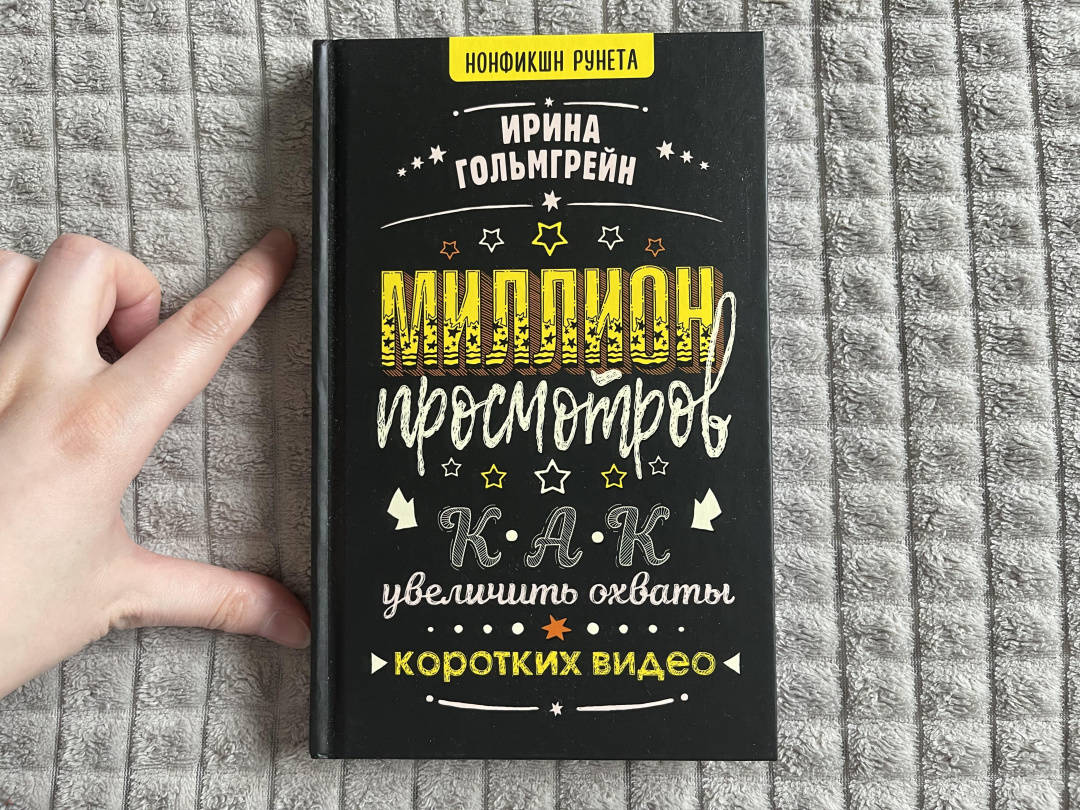 НОНФИКШН РУНЕТА
ИРИНА
ГОЛЬМГРЕЙН
МИЛЛИОН
просмотров
К·А·К
увеличить охваты
КОРОТКИХ ВИДЕО